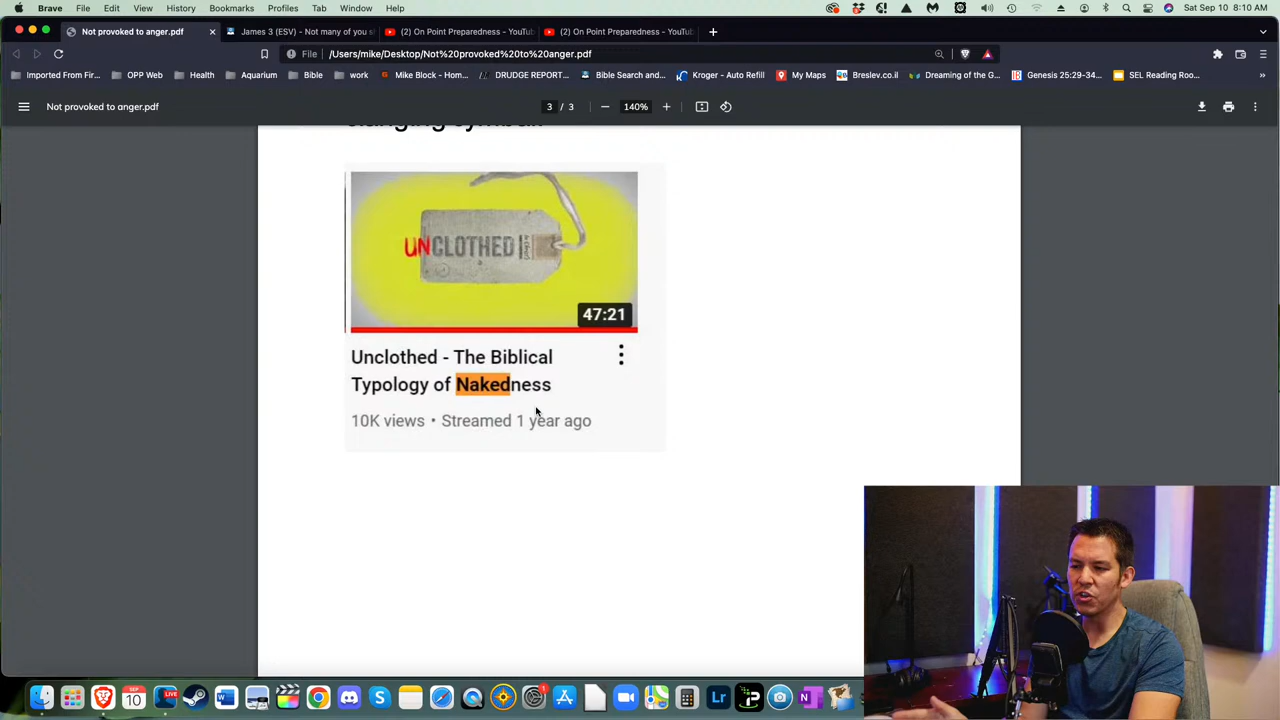 Brave File Edit View History Bookmarks Profiles Tab Window Help Sat Sep 10 8:10 AM
Not provoked to anger.pdf James 3 (ESV) - Not many of you s (2) On Point Preparedness - YouTu (2) On Point Preparedness - YouTu
File /Users/mike/Desktop/Not%20provoked%20to%20anger.pdf
Imported From Fir... OPP Web Health Aquarium Bible work Mike Block - Hom... DRUDGE REPORT... Bible Search and... Kroger - Auto Refill My Maps Breslev.co.il Dreaming of the G... Genesis 25:29-34... SEL Reading Roo...
Not provoked to anger.pdf 3 / 3 140%
UNCLOTHED
47:21
Unclothed - The Biblical
Typology of Nakedness
10K views • Streamed 1 year ago
SEP
10
LIVE